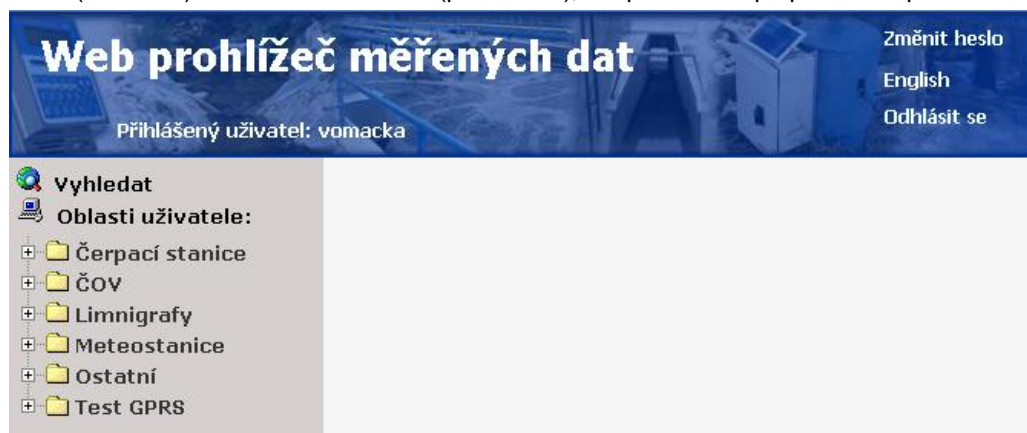 Web prohlížeč měřených dat
Přihlášený uživatel: vomacka
Změnit heslo
English
Odhlásit se
Vyhledat
Oblasti uživatele:
Čerpací stanice
ČOV
Limnigrafy
Meteostanice
Ostatní
Test GPRS